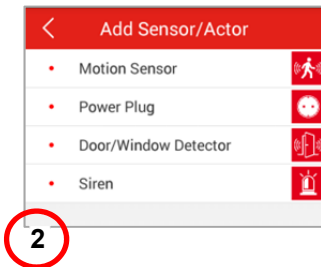 Add Sensor/Actor
• Motion Sensor
• Power Plug
• Door/Window Detector
• Siren
2